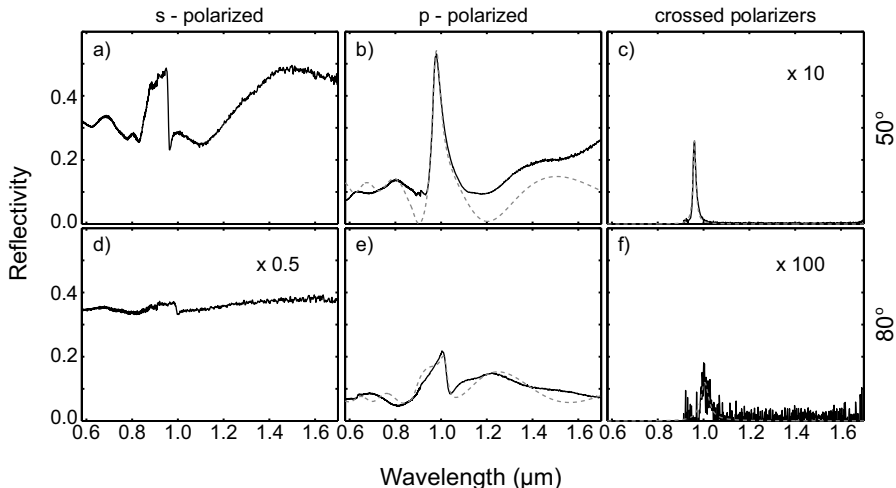 s - polarized p - polarized crossed polarizers
a) b) c) x 10
0.4
0.2
0.0
50°
Reflectivity
d) x 0.5 e) f) x 100
0.4
0.2
0.0
80°
0.6 0.8 1.0 1.2 1.4 1.6 0.6 0.8 1.0 1.2 1.4 1.6 0.6 0.8 1.0 1.2 1.4 1.6
Wavelength (µm)